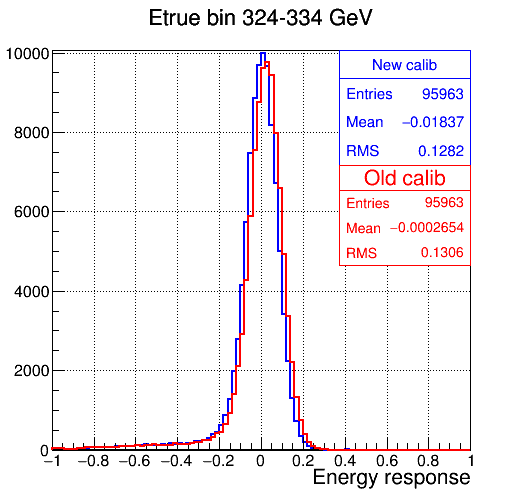 Etrue bin 324-334 GeV
New calib
Entries 95963
Mean −0.01837
RMS 0.1282
Old calib
Entries 95963
Mean −0.0002654
RMS 0.1306
10000
8000
6000
4000
2000
0
−1 −0.8 −0.6 −0.4 −0.2 0 0.2 0.4 0.6 0.8 1
Energy response